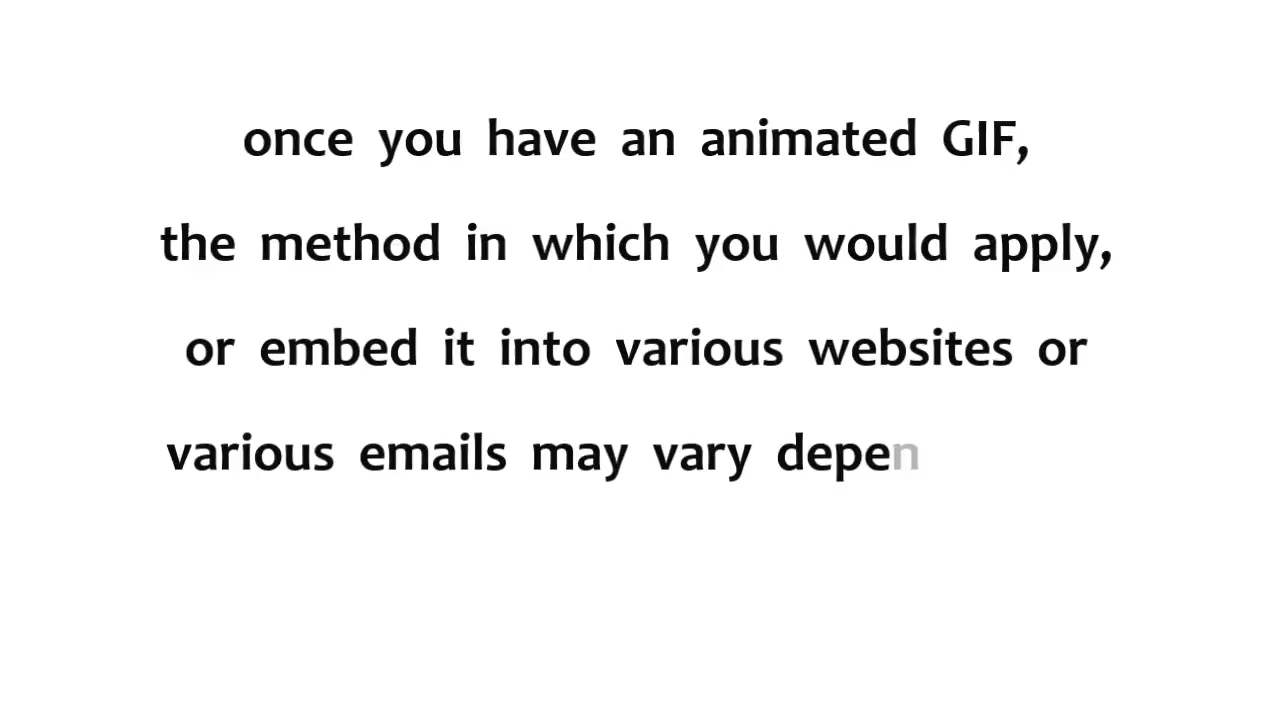 once you have an animated GIF,
the method in which you would apply,
or embed it into various websites or
various emails may vary depen